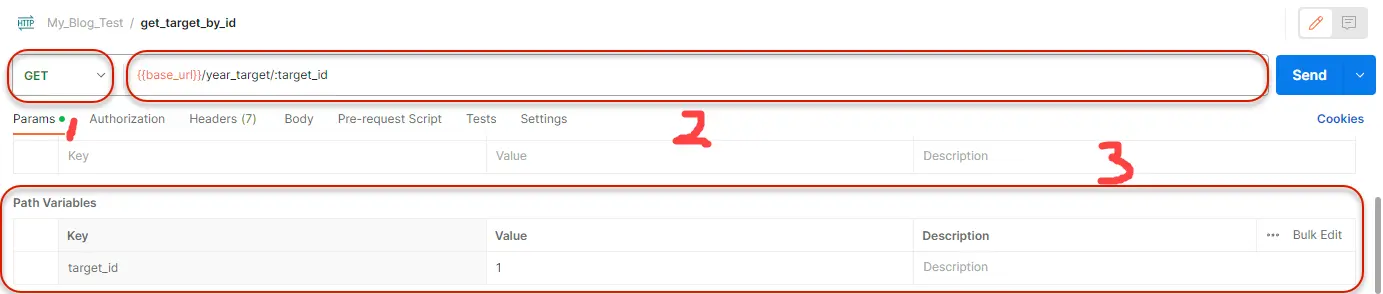 HTTP My_Blog_Test / get_target_by_id
GET {{base_url}}/year_target/:target_id Send
Params Authorization Headers (7) Body Pre-request Script Tests Settings Cookies
1 2 3
Key Value Description
Path Variables
Key Value Description ••• Bulk Edit
target_id 1 Description